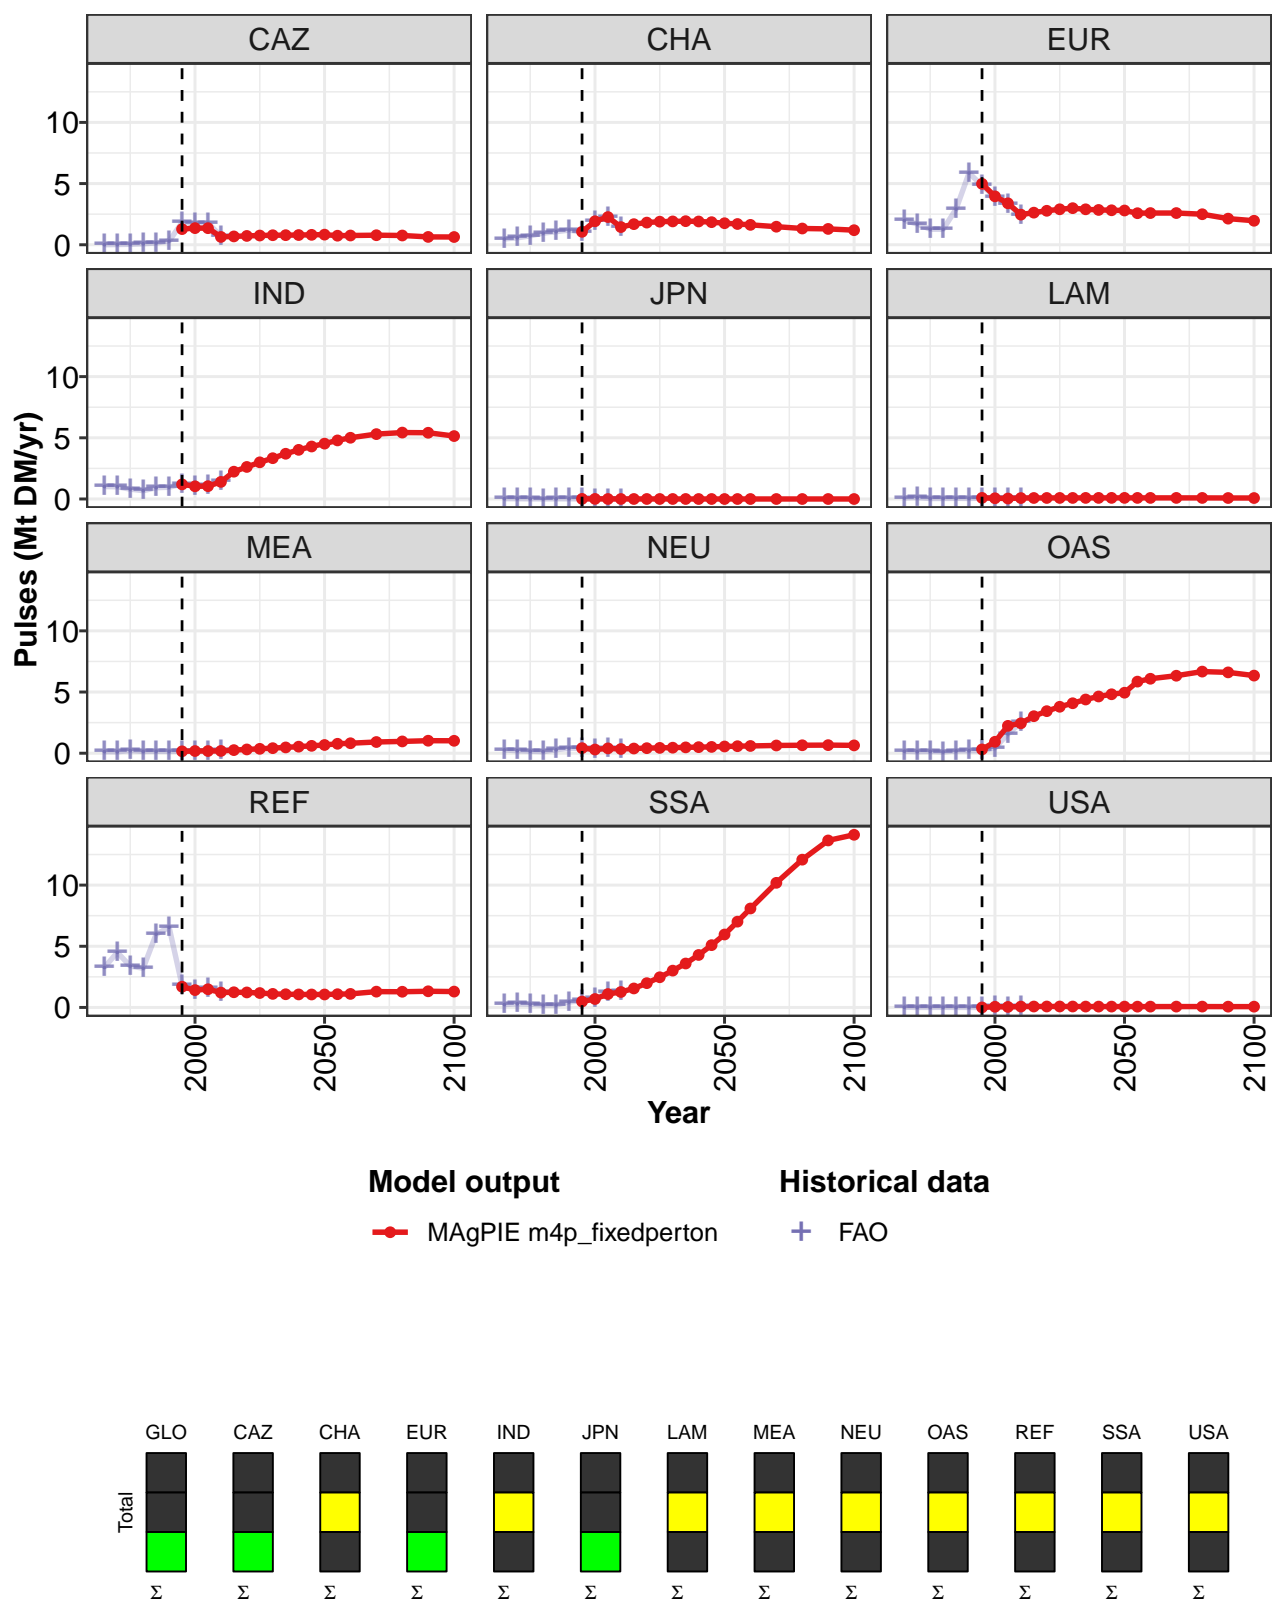 CAZ CHA EUR
10
5
0
IND JPN LAM
10
5
0
Pulses (Mt DM/yr)
MEA NEU OAS
10
5
0
REF SSA USA
10
5
0
2000 2050 2100 2000 2050 2100 2000 2050 2100
Year
Model output Historical data
MAgPIE m4p_fixedperton FAO
GLO CAZ CHA EUR IND JPN LAM MEA NEU OAS REF SSA USA
Total
Σ Σ Σ Σ Σ Σ Σ Σ Σ Σ Σ Σ Σ